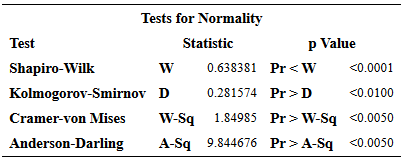 Tests for Normality
Test Statistic p Value
Shapiro-Wilk W 0.638381 Pr < W <0.0001
Kolmogorov-Smirnov D 0.281574 Pr > D <0.0100
Cramer-von Mises W-Sq 1.84985 Pr > W-Sq <0.0050
Anderson-Darling A-Sq 9.844676 Pr > A-Sq <0.0050